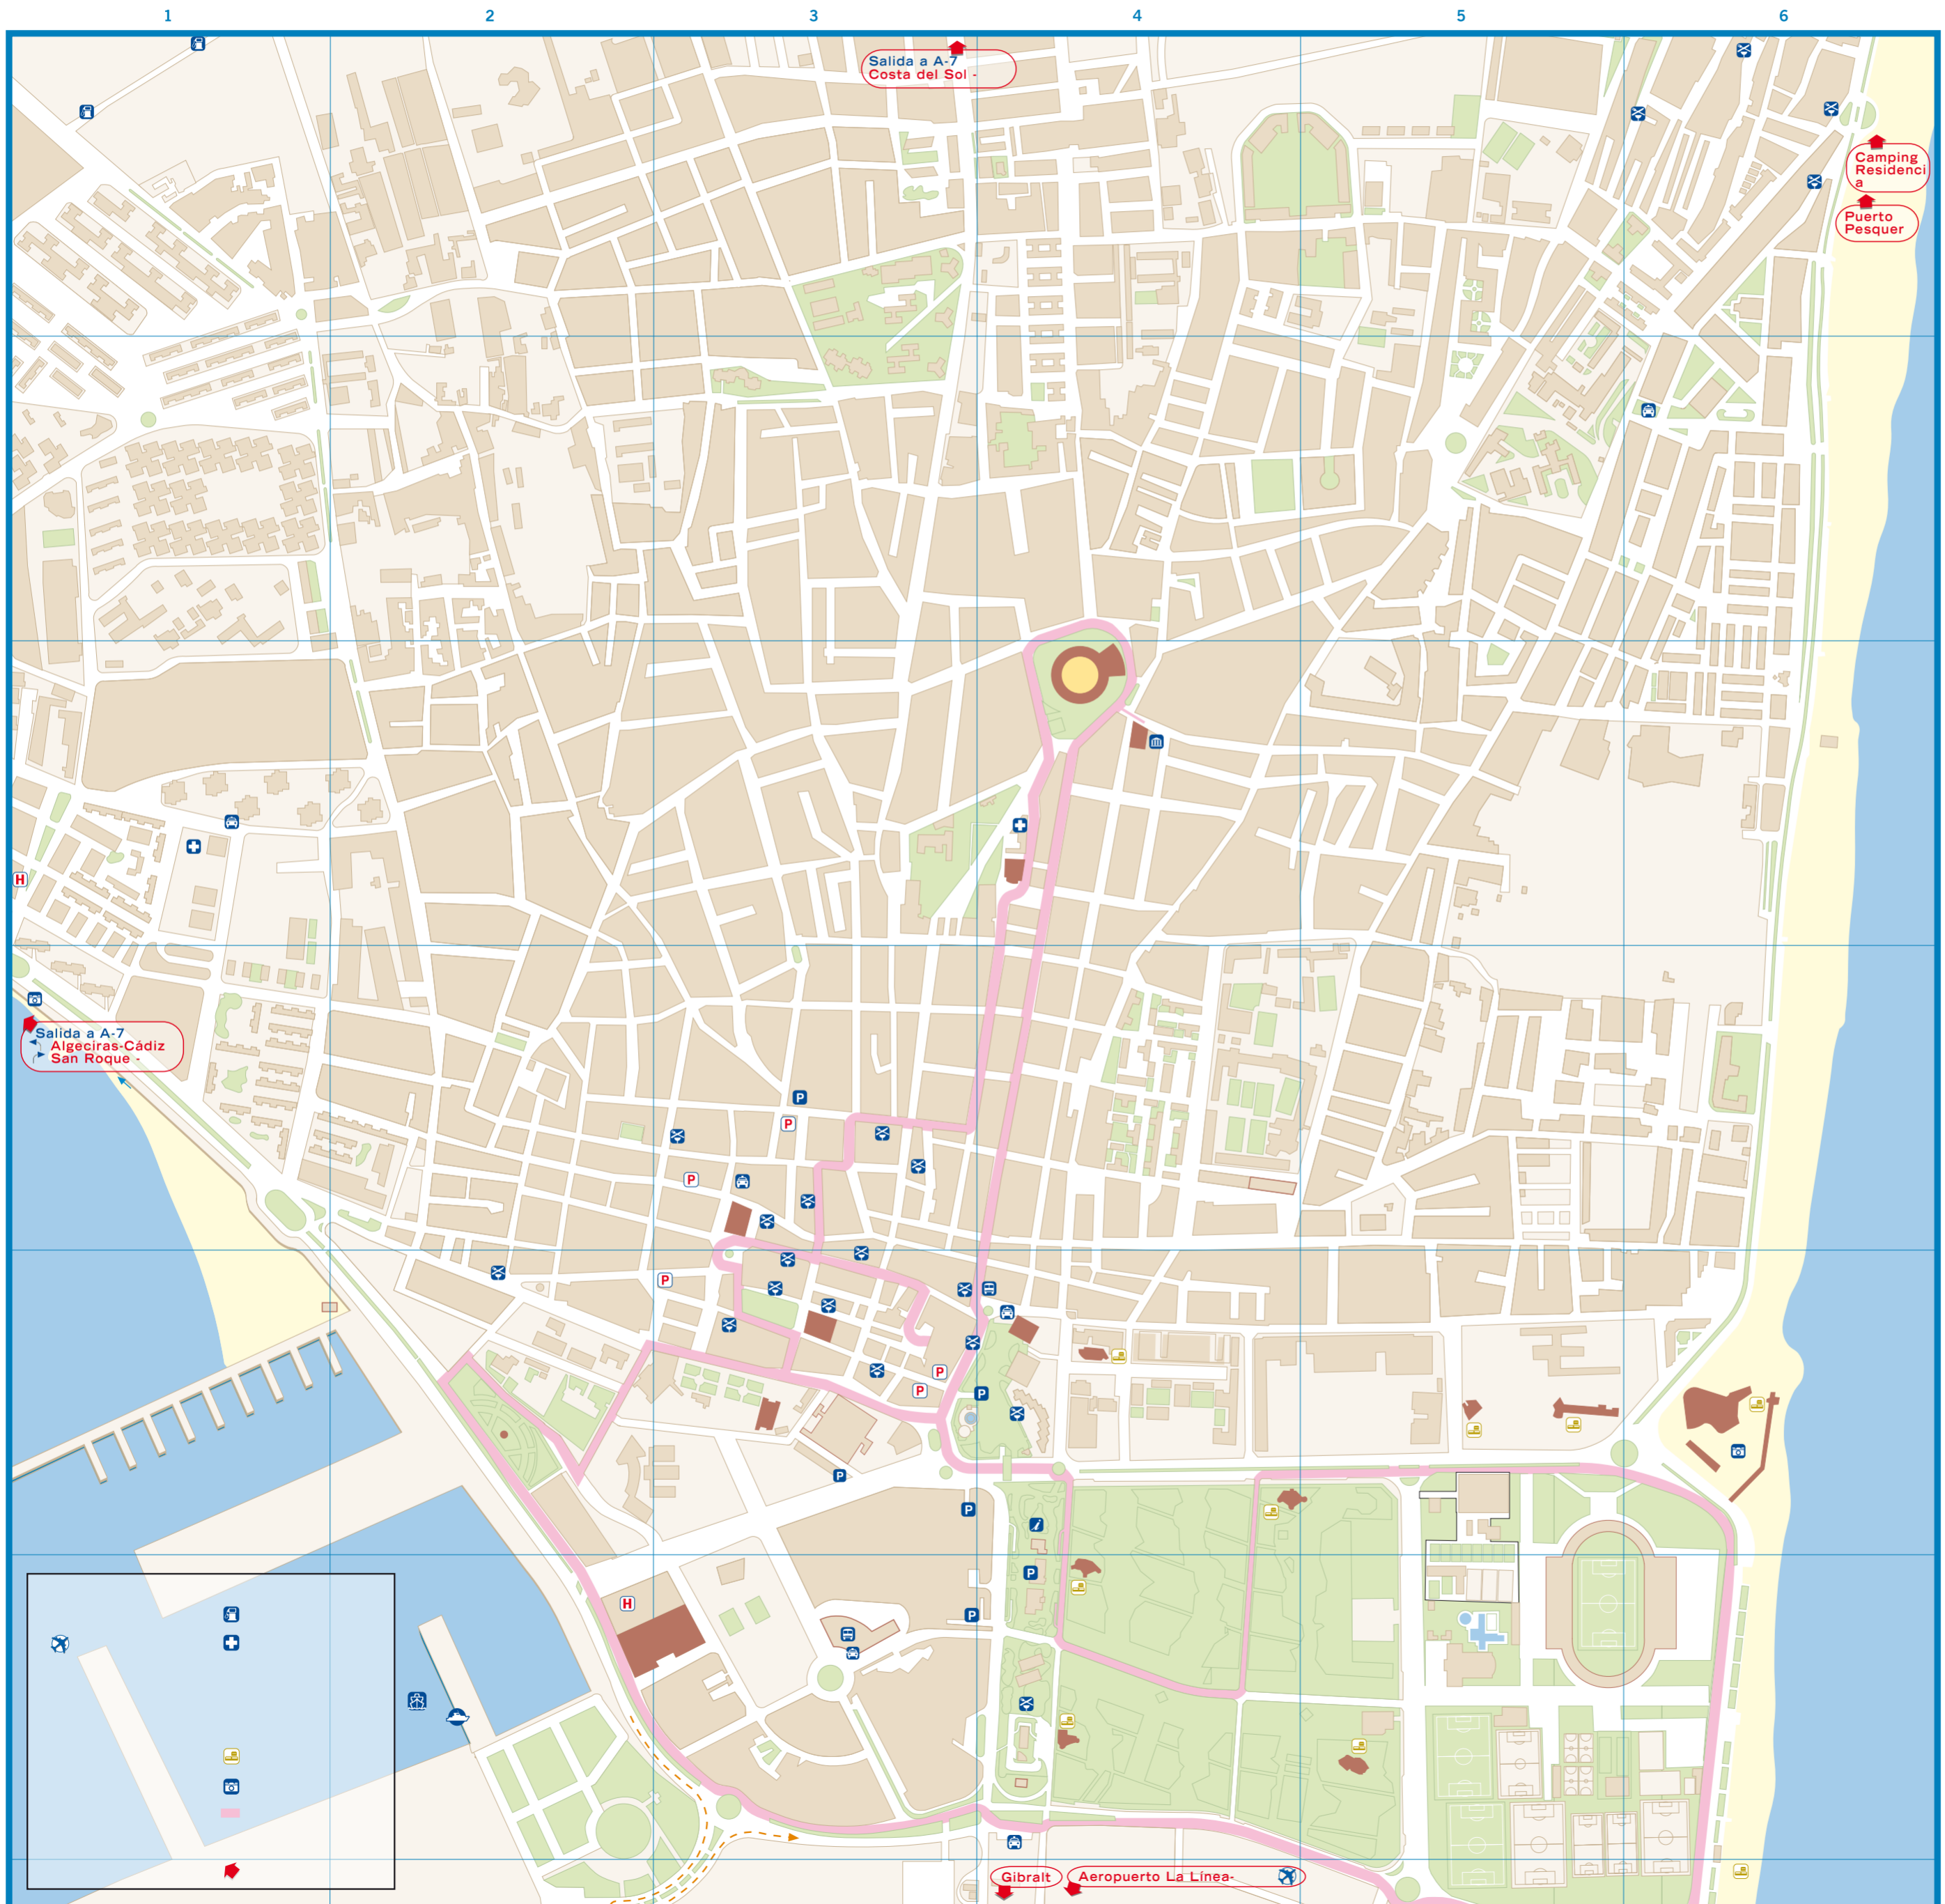 1 2 3 4 5 6
Salida a A-7
Costa del Sol -
Camping
Residenci
a
Puerto
Pesquer
H
Salida a A-7
Algeciras-Cádiz
San Roque -
P
P
P
P
P
P
P
P
P
H
P
P
P
Gibralt
Aeropuerto La Línea-